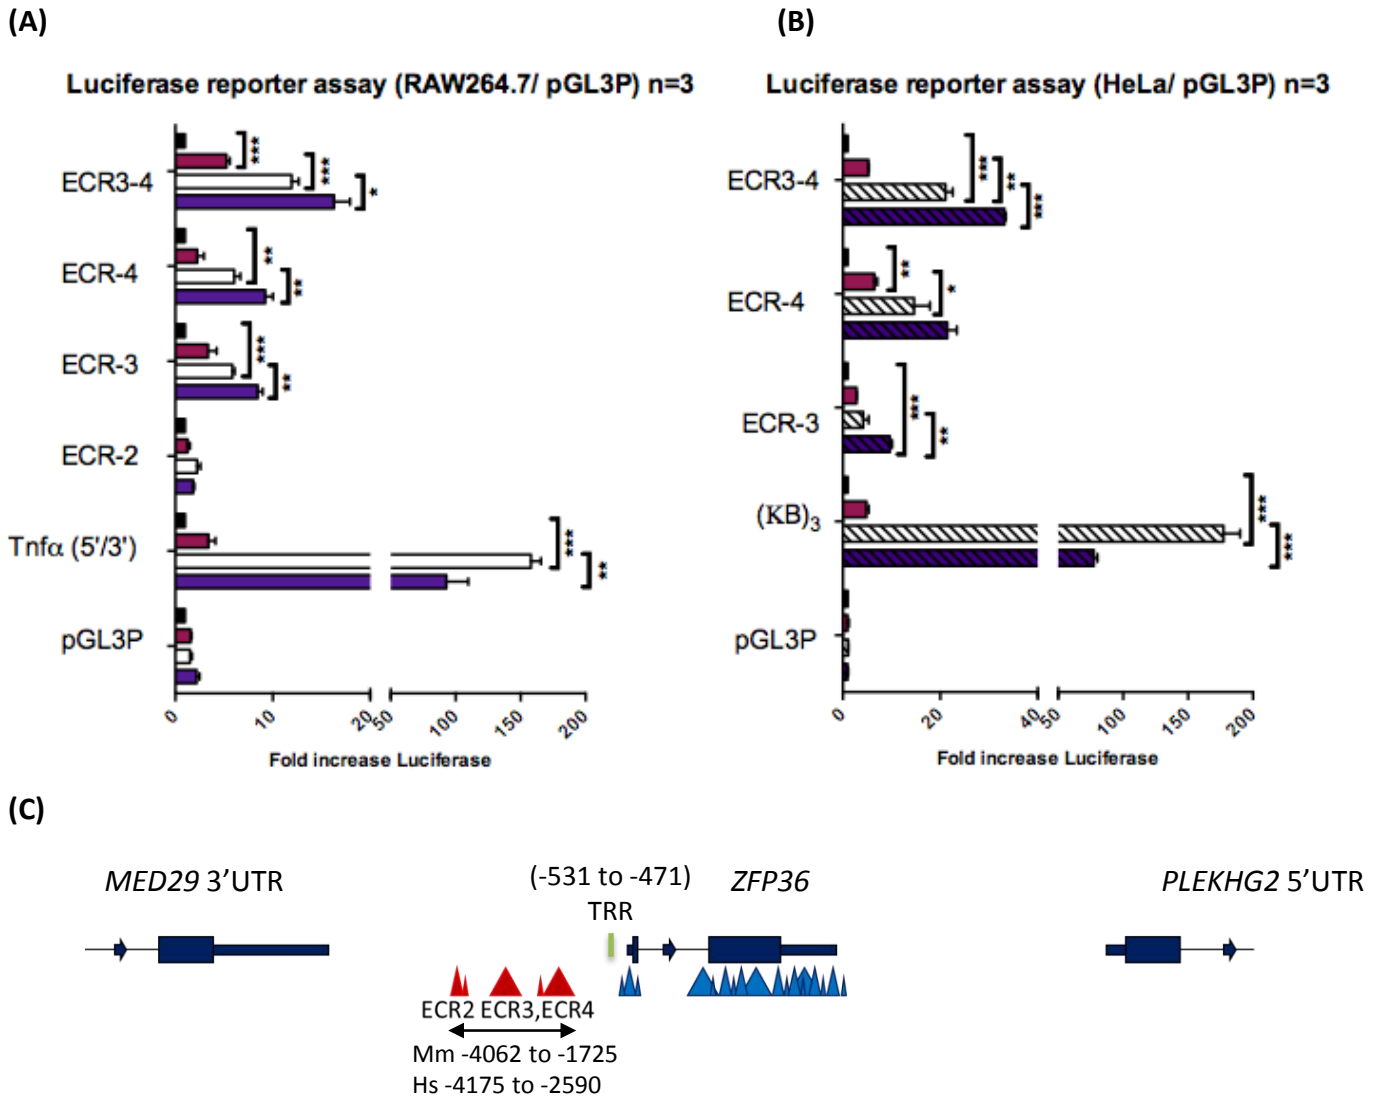 (A)
(B)
Luciferase reporter assay (RAW264.7/ pGL3P) n=3
Luciferase reporter assay (HeLa/ pGL3P) n=3
ECR3-4
***
***
*
ECR-4
**
**
ECR-3
***
**
ECR-2
Tnfα (5'/3')
***
**
pGL3P
0
10
20
50
100
150
200
Fold increase Luciferase
ECR3-4
***
**
***
ECR-4
**
*
ECR-3
***
**
(KB)3
***
***
pGL3P
0
20
40
50
100
150
200
Fold increase Luciferase
(C)
MED29 3'UTR
(-531 to -471)
TRR
ZFP36
PLEKHG2 5'UTR
ECR2 ECR3,ECR4
Mm -4062 to -1725
Hs -4175 to -2590